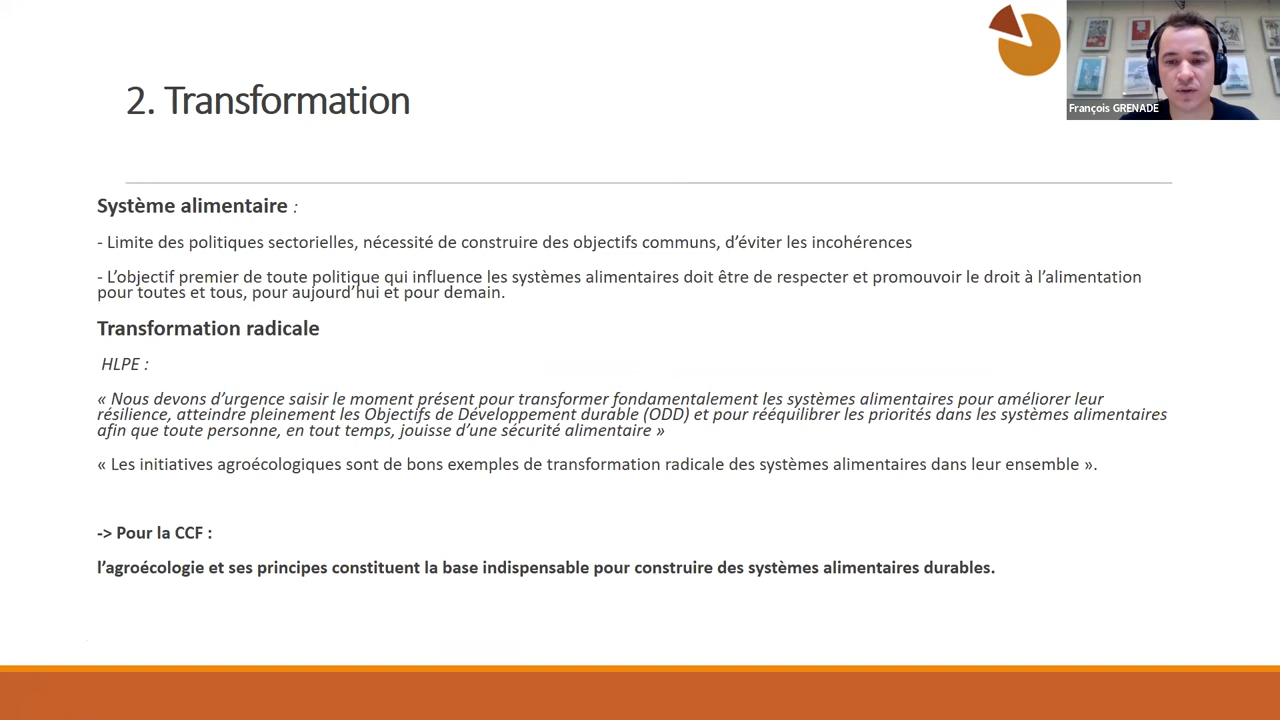 2. Transformation
François GRENADE
Système alimentaire :
- Limite des politiques sectorielles, nécessité de construire des objectifs communs, d’éviter les incohérences
- L’objectif premier de toute politique qui influence les systèmes alimentaires doit être de respecter et promouvoir le droit à l’alimentation
pour toutes et tous, pour aujourd’hui et pour demain.
Transformation radicale
HLPE :
« Nous devons d’urgence saisir le moment présent pour transformer fondamentalement les systèmes alimentaires pour améliorer leur
résilience, atteindre pleinement les Objectifs de Développement durable (ODD) et pour rééquilibrer les priorités dans les systèmes alimentaires
afin que toute personne, en tout temps, jouisse d’une sécurité alimentaire »
« Les initiatives agroécologiques sont de bons exemples de transformation radicale des systèmes alimentaires dans leur ensemble ».
-> Pour la CCF :
l’agroécologie et ses principes constituent la base indispensable pour construire des systèmes alimentaires durables.